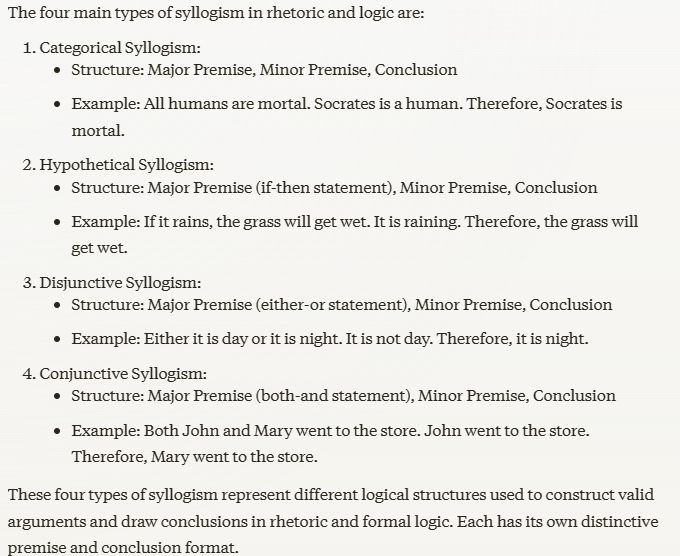 The four main types of syllogism in rhetoric and logic are:
1. Categorical Syllogism:
• Structure: Major Premise, Minor Premise, Conclusion
• Example: All humans are mortal. Socrates is a human. Therefore, Socrates is
mortal.
2. Hypothetical Syllogism:
• Structure: Major Premise (if-then statement), Minor Premise, Conclusion
• Example: If it rains, the grass will get wet. It is raining. Therefore, the grass will
get wet.
3. Disjunctive Syllogism:
• Structure: Major Premise (either-or statement), Minor Premise, Conclusion
• Example: Either it is day or it is night. It is not day. Therefore, it is night.
4. Conjunctive Syllogism:
• Structure: Major Premise (both-and statement), Minor Premise, Conclusion
• Example: Both John and Mary went to the store. John went to the store.
Therefore, Mary went to the store.
These four types of syllogism represent different logical structures used to construct valid
arguments and draw conclusions in rhetoric and formal logic. Each has its own distinctive
premise and conclusion format.